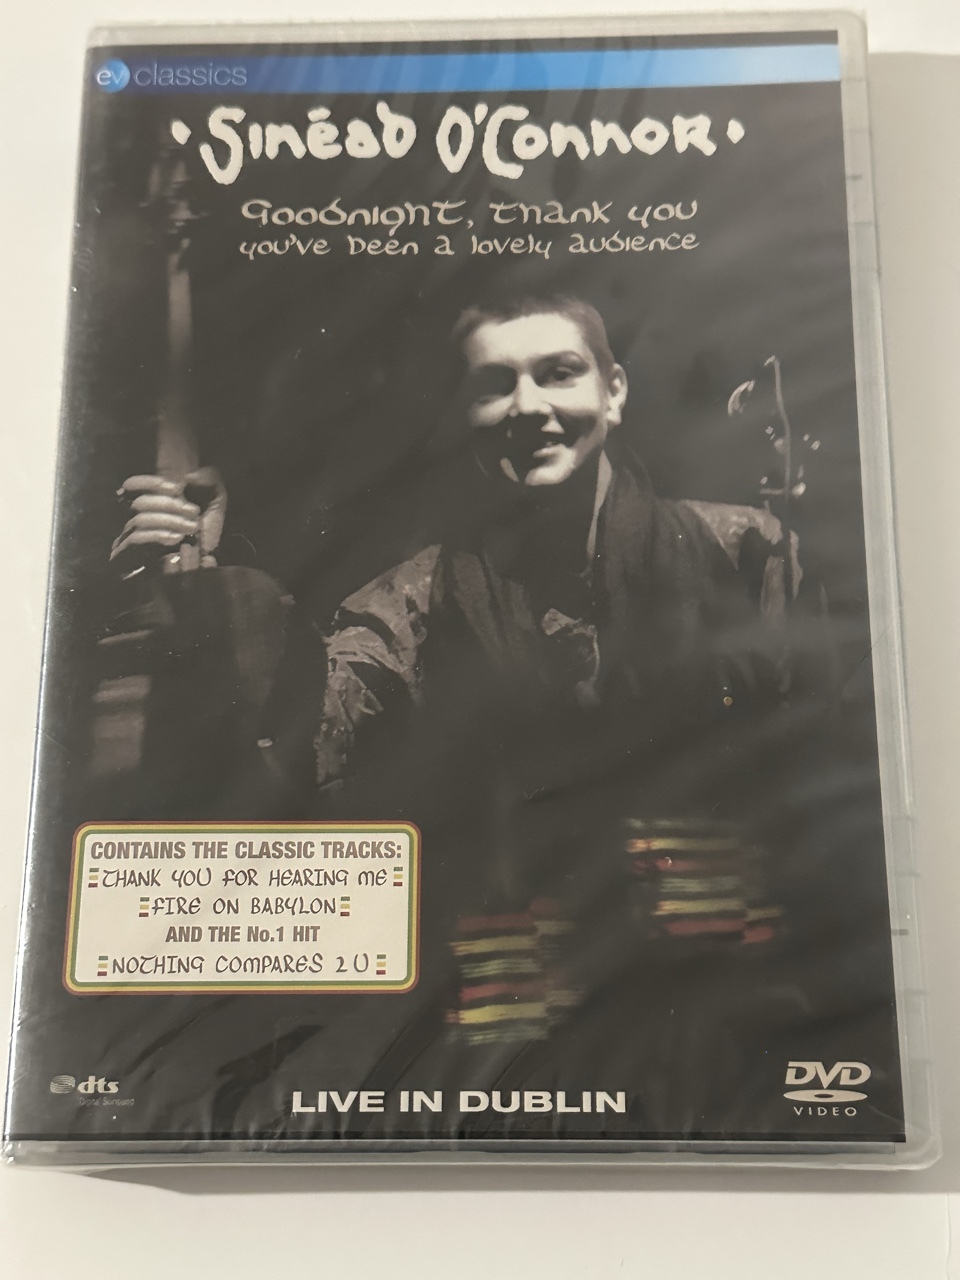 ev classics
·Sinéad O'Connor·
Goodnight, thank you
you've been a lovely audience
CONTAINS THE CLASSIC TRACKS:
THANK YOU FOR HEARING ME
FIRE ON BABYLON
AND THE No.1 HIT
NOTHING COMPARES 2 U
dts
Digital Surround
LIVE IN DUBLIN
DVD
VIDEO